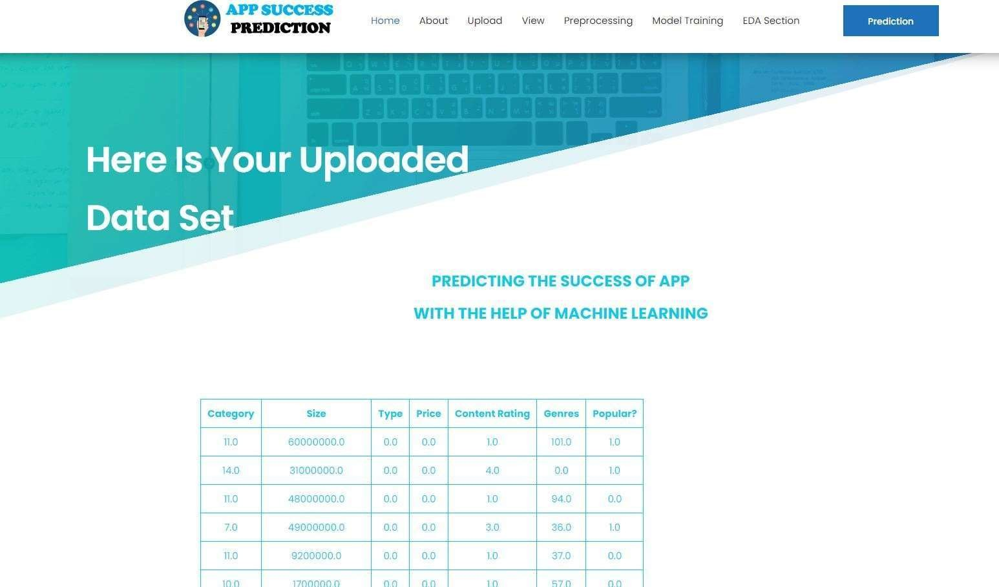 APP SUCCESS
PREDICTION
Home About Upload View Preprocessing Model Training EDA Section Prediction
Here Is Your Uploaded
Data Set
PREDICTING THE SUCCESS OF APP
WITH THE HELP OF MACHINE LEARNING
Category Size Type Price Content Rating Genres Popular?
11.0 60000000.0 0.0 0.0 1.0 101.0 1.0
14.0 31000000.0 0.0 0.0 4.0 0.0 1.0
11.0 48000000.0 0.0 0.0 1.0 94.0 0.0
7.0 49000000.0 0.0 0.0 3.0 36.0 1.0
11.0 9200000.0 0.0 0.0 1.0 37.0 0.0
10.0 1700000.0 0.0 0.0 1.0 57.0 0.0